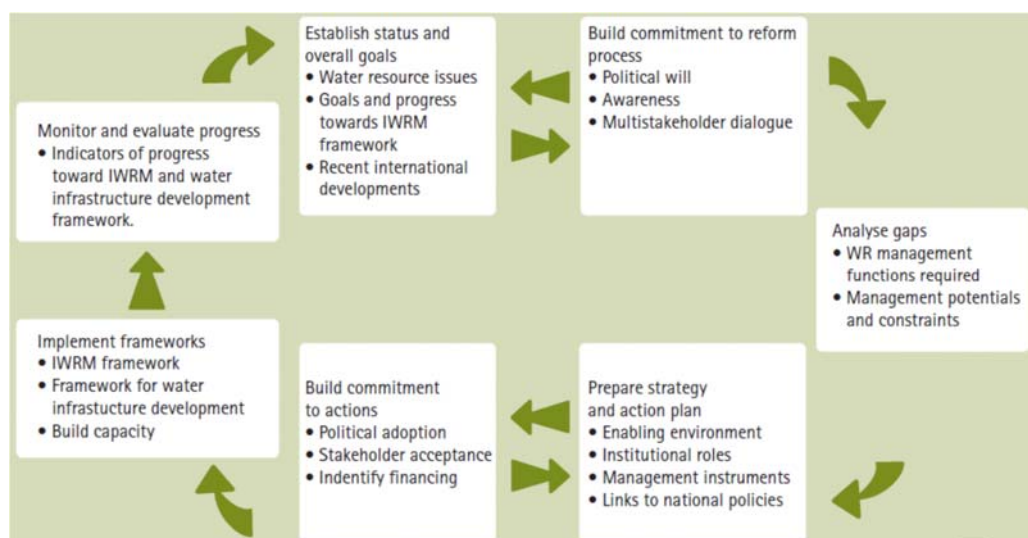 Establish status and
overall goals
• Water resource issues
• Goals and progress
towards IWRM
framework
• Recent international
developments
Build commitment to reform
process
• Political will
• Awareness
• Multistakeholder dialogue
Monitor and evaluate progress
• Indicators of progress
toward IWRM and water
infrastructure development
framework.
Analyse gaps
• WR management
functions required
• Management potentials
and constraints
Implement frameworks
• IWRM framework
• Framework for water
infrastucture development
• Build capacity
Build commitment
to actions
• Political adoption
• Stakeholder acceptance
• Indentify financing
Prepare strategy
and action plan
• Enabling environment
• Institutional roles
• Management instruments
• Links to national policies